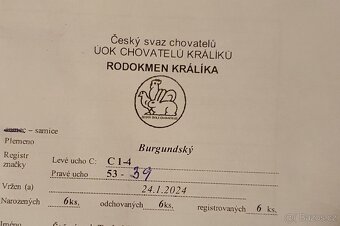 Český svaz chovatelů
ÚOK CHOVATELŮ KRÁLÍKŮ
RODOKMEN KRÁLÍKA
– samice
Plemeno Burgundský
Registr Levé ucho C: C 1-4
značky Pravé ucho 53 - 39
Vržen (a) 24.1.2024
Narozených 6ks, odchovaných 6ks, registrovaných 6 ks,
Jméno